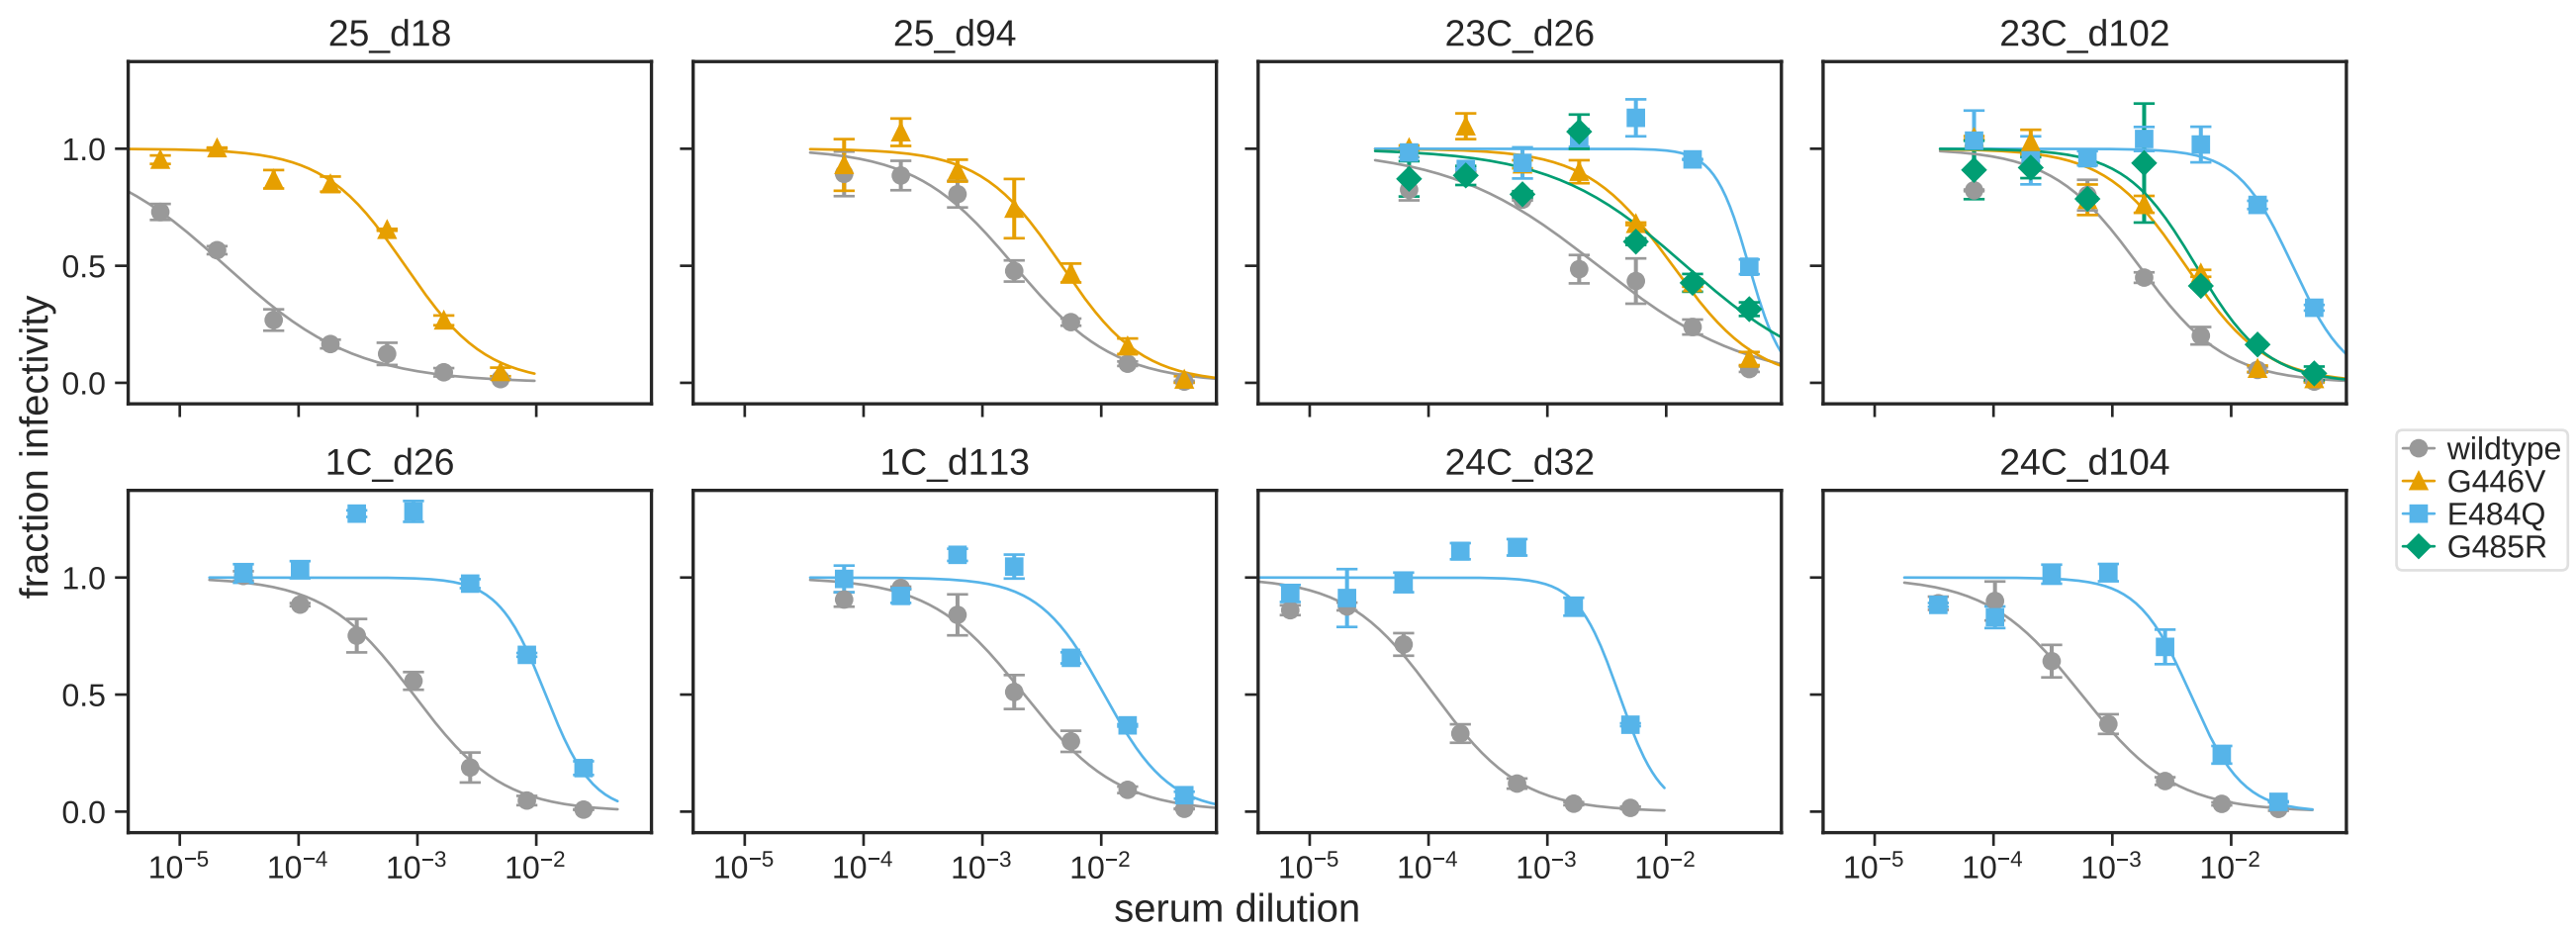 25_d18
25_d94
23C_d26
23C_d102
1.0
0.5
0.0
fraction infectivity
1C_d26
1C_d113
24C_d32
24C_d104
1.0
0.5
0.0
10⁻⁵
10⁻⁴
10⁻³
10⁻²
10⁻⁵
10⁻⁴
10⁻³
10⁻²
10⁻⁵
10⁻⁴
10⁻³
10⁻²
10⁻⁵
10⁻⁴
10⁻³
10⁻²
serum dilution
wildtype
G446V
E484Q
G485R